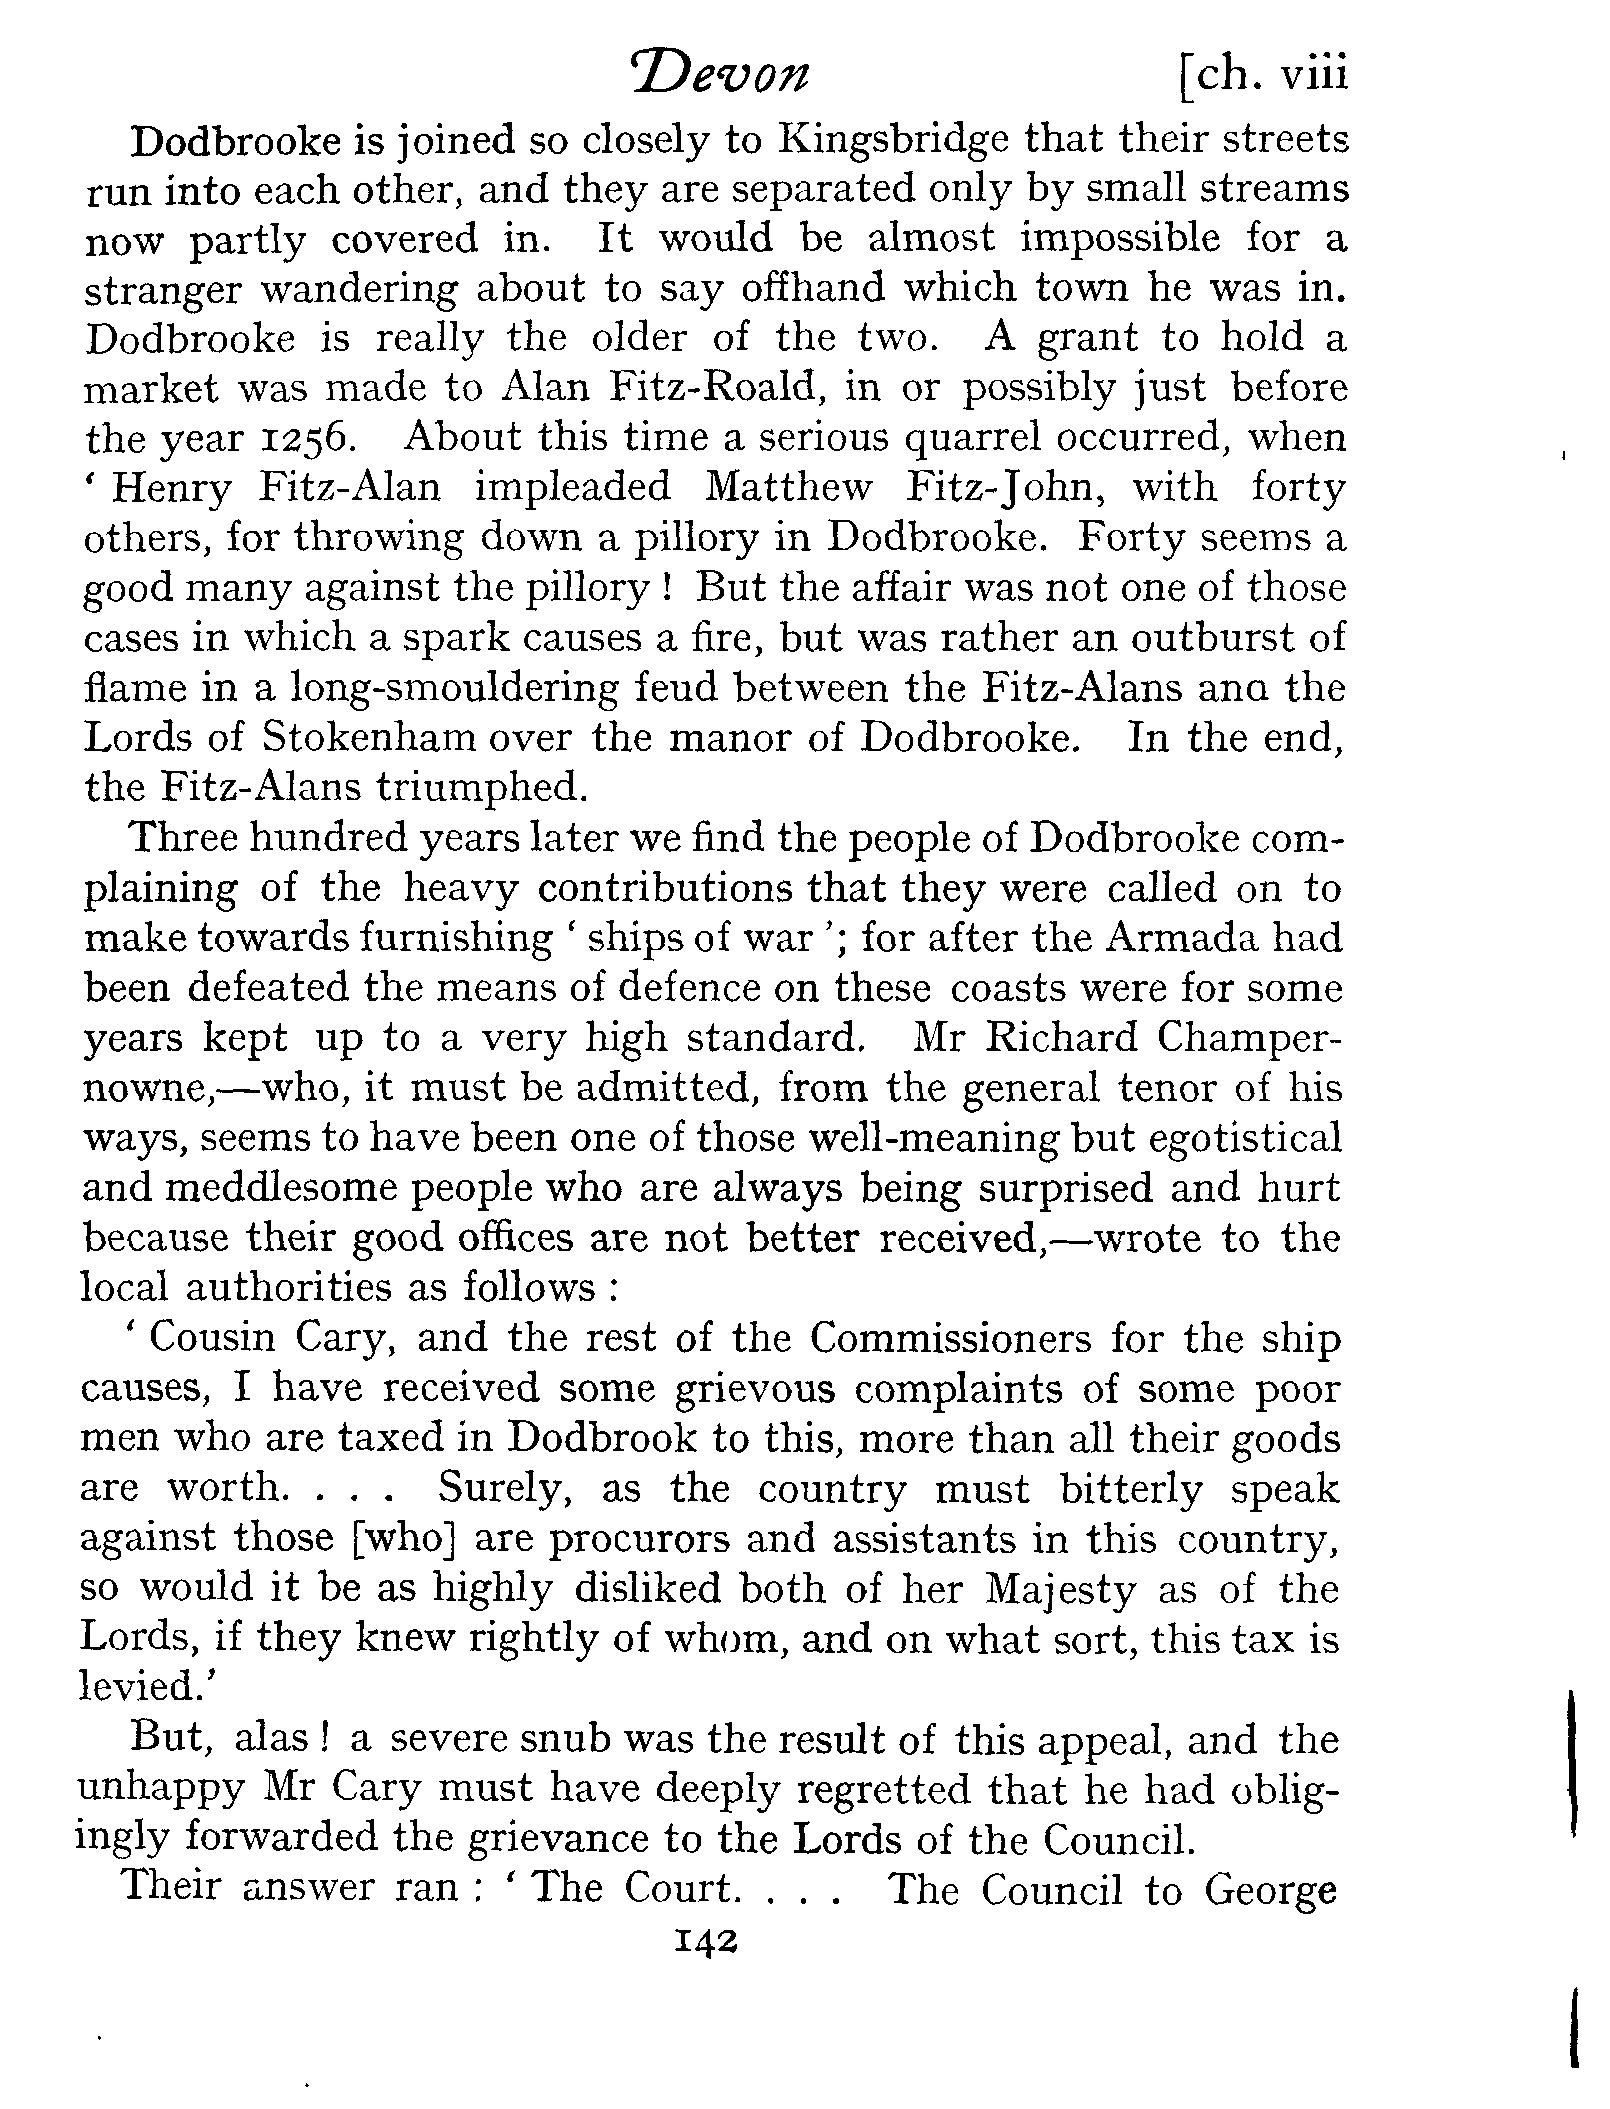 Devon [ch. viii
Dodbrooke is joined so closely to Kingsbridge that their streets
run into each other, and they are separated only by small streams
now partly covered in. It would be almost impossible for a
stranger wandering about to say offhand which town he was in.
Dodbrooke is really the older of the two. A grant to hold a
market was made to Alan Fitz-Roald, in or possibly just before
the year 1256. About this time a serious quarrel occurred, when
‘ Henry Fitz-Alan impleaded Matthew Fitz-John, with forty
others, for throwing down a pillory in Dodbrooke. Forty seems a
good many against the pillory ! But the affair was not one of those
cases in which a spark causes a fire, but was rather an outburst of
flame in a long-smouldering feud between the Fitz-Alans and the
Lords of Stokenham over the manor of Dodbrooke. In the end,
the Fitz-Alans triumphed.
Three hundred years later we find the people of Dodbrooke com-
plaining of the heavy contributions that they were called on to
make towards furnishing ‘ ships of war ’; for after the Armada had
been defeated the means of defence on these coasts were for some
years kept up to a very high standard. Mr Richard Champer-
nowne,—who, it must be admitted, from the general tenor of his
ways, seems to have been one of those well-meaning but egotistical
and meddlesome people who are always being surprised and hurt
because their good offices are not better received,—wrote to the
local authorities as follows :
‘ Cousin Cary, and the rest of the Commissioners for the ship
causes, I have received some grievous complaints of some poor
men who are taxed in Dodbrook to this, more than all their goods
are worth. . . . Surely, as the country must bitterly speak
against those [who] are procurors and assistants in this country,
so would it be as highly disliked both of her Majesty as of the
Lords, if they knew rightly of whom, and on what sort, this tax is
levied.’
But, alas ! a severe snub was the result of this appeal, and the
unhappy Mr Cary must have deeply regretted that he had oblig-
ingly forwarded the grievance to the Lords of the Council.
Their answer ran : ‘ The Court. . . . The Council to George
142